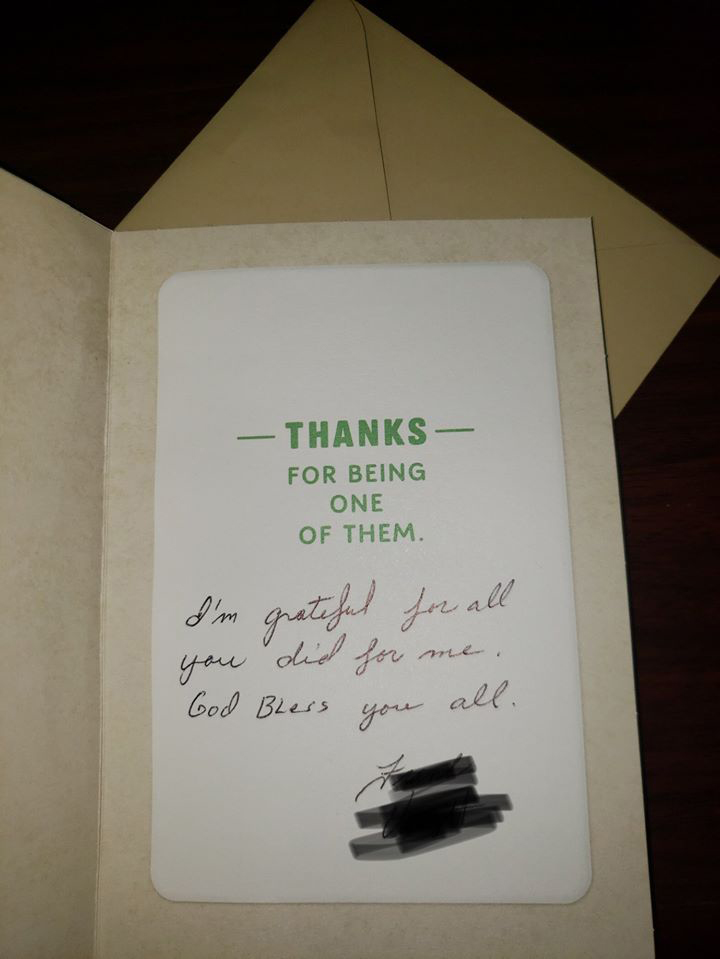 THANKS
FOR BEING
ONE
OF THEM.
I'm grateful for all
you did for me.
God BLess you all.